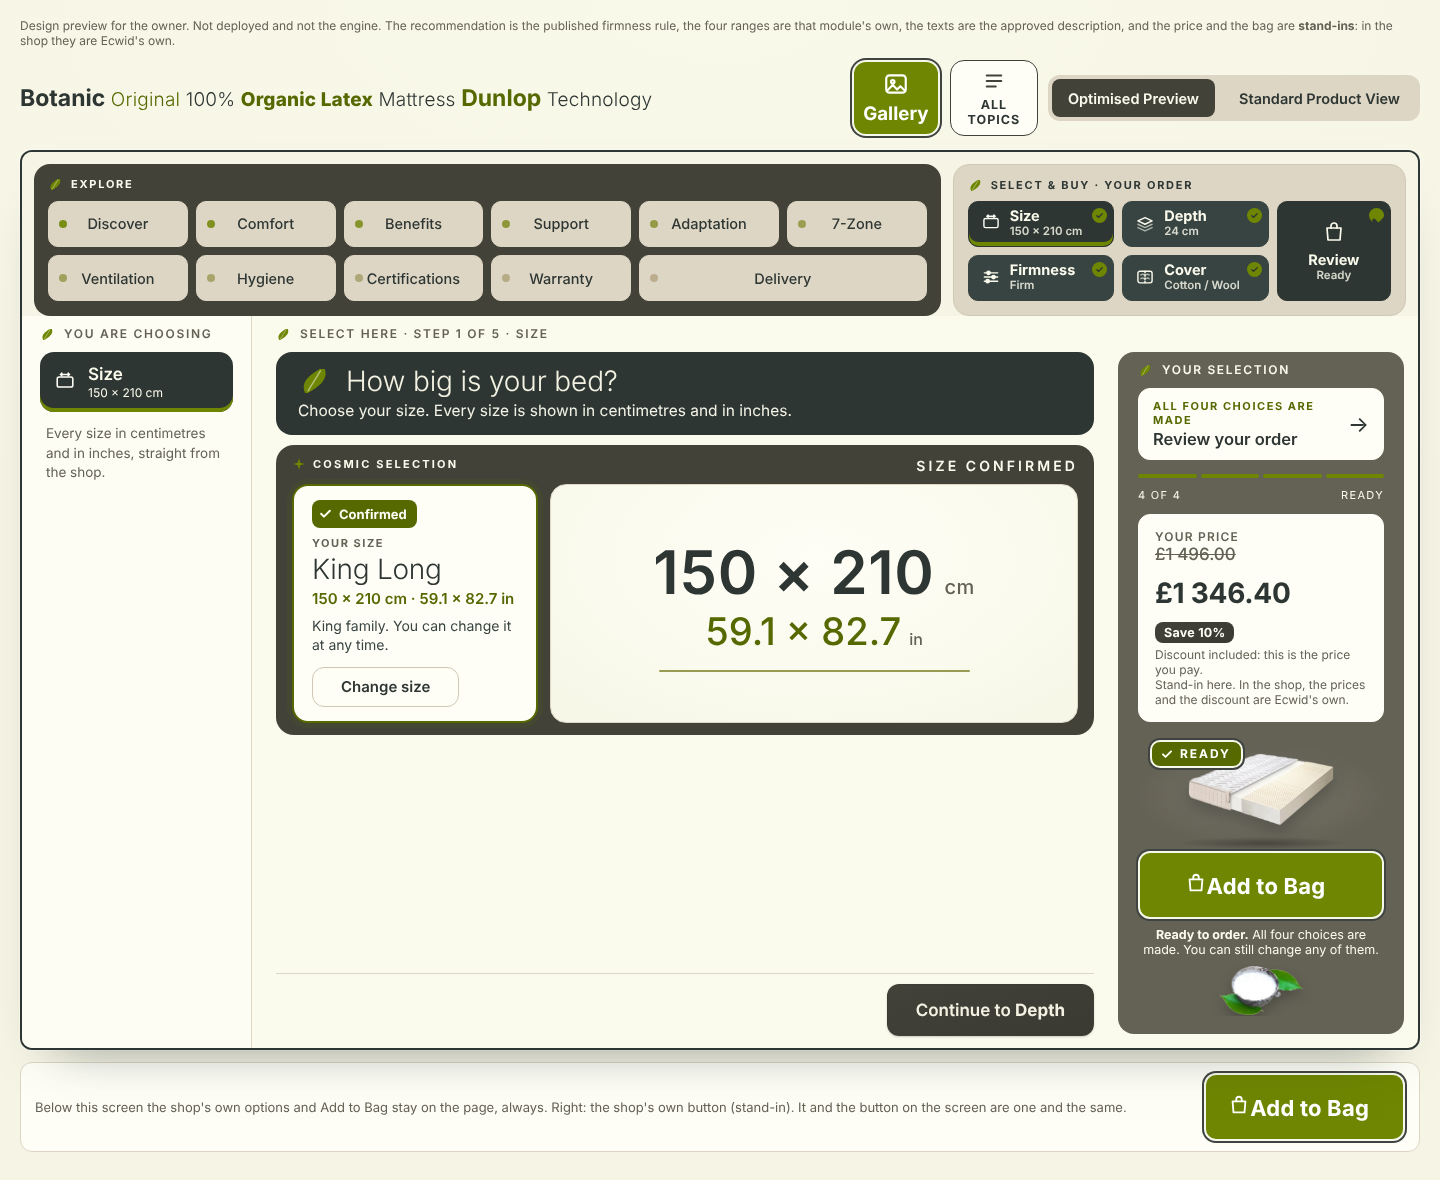 Design preview for the owner. Not deployed and not the engine. The recommendation is the published firmness rule, the four ranges are that module's own, the texts are the approved description, and the price and the bag are stand-ins: in the
shop they are Ecwid's own.
Botanic Original 100% Organic Latex Mattress Dunlop Technology
Gallery
ALL
TOPICS
Optimised Preview
Standard Product View
EXPLORE
Discover
Comfort
Benefits
Support
Adaptation
7-Zone
Ventilation
Hygiene
Certifications
Warranty
Delivery
SELECT & BUY · YOUR ORDER
Size
150 × 210 cm
Depth
24 cm
Firmness
Firm
Cover
Cotton / Wool
Review
Ready
YOU ARE CHOOSING
Size
150 × 210 cm
Every size in centimetres
and in inches, straight from
the shop.
SELECT HERE · STEP 1 OF 5 · SIZE
How big is your bed?
Choose your size. Every size is shown in centimetres and in inches.
COSMIC SELECTION
SIZE CONFIRMED
Confirmed
YOUR SIZE
King Long
150 × 210 cm · 59.1 × 82.7 in
King family. You can change it
at any time.
Change size
150 × 210 cm
59.1 × 82.7 in
Continue to Depth
YOUR SELECTION
ALL FOUR CHOICES ARE
MADE
Review your order
4 OF 4
READY
YOUR PRICE
£1 496.00
£1 346.40
Save 10%
Discount included: this is the price
you pay.
Stand-in here. In the shop, the prices
and the discount are Ecwid's own.
READY
Add to Bag
Ready to order. All four choices are
made. You can still change any of them.
Below this screen the shop's own options and Add to Bag stay on the page, always. Right: the shop's own button (stand-in). It and the button on the screen are one and the same.
Add to Bag